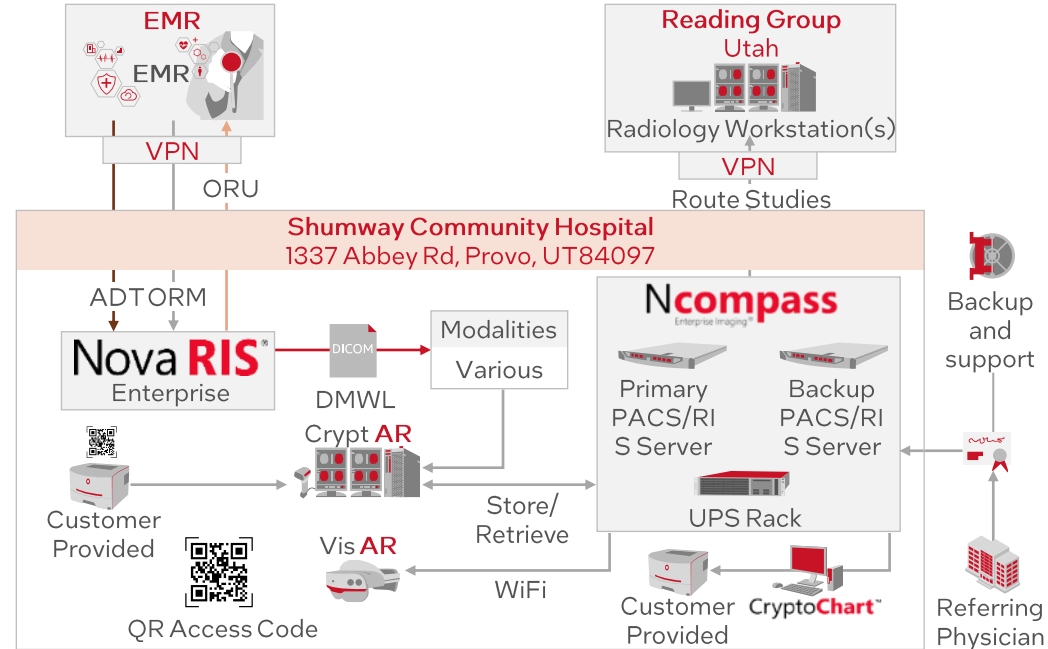 EMR
EMR
VPN
ORU
Reading Group
Utah
Radiology Workstation(s)
VPN
Route Studies
Shumway Community Hospital
1337 Abbey Rd, Provo, UT84097
ADT ORM
Nova RIS®
Enterprise
DICOM
DMWL
Modalities
Various
Ncompass
Enterprise Imaging®
Primary
PACS/RI
S Server
Backup
PACS/RI
S Server
UPS Rack
Backup
and
support
Crypt AR
Customer
Provided
Store/
Retrieve
Vis AR
WiFi
QR Access Code
Customer
Provided
CryptoChart™
Referring
Physician